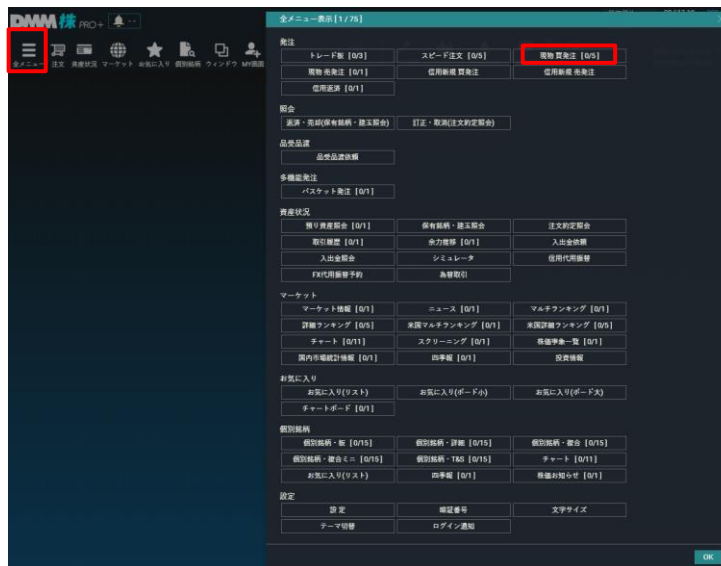 DMM株 PRO+
全メニュー 注文 資産状況 マーケット お気に入り 個別銘柄 ウィンドウ MY画面
全メニュー表示 [1/75]
発注
トレード板 [0/3] スピード注文 [0/5] 現物 買発注 [0/5]
現物 売発注 [0/1] 信用新規 買発注 信用新規 売発注
信用返済 [0/1]
照会
返済・売却(保有銘柄・建玉照会) 訂正・取消(注文約定照会)
品受品渡
品受品渡依頼
多機能発注
バスケット発注 [0/1]
資産状況
預り資産照会 [0/1] 保有銘柄・建玉照会 注文約定照会
取引履歴 [0/1] 余力推移 [0/1] 入出金依頼
入出金照会 シミュレータ 信用代用振替
FX代用振替予約 為替取引
マーケット
マーケット情報 [0/1] ニュース [0/1] マルチランキング [0/1]
詳細ランキング [0/5] 米国マルチランキング [0/1] 米国詳細ランキング [0/5]
チャート [0/11] スクリーニング [0/1] 株価予象一覧 [0/1]
国内市場統計情報 [0/1] 四季報 [0/1] 投資情報
お気に入り
お気に入り(リスト) お気に入り(ボード小) お気に入り(ボード大)
チャートボード [0/1]
個別銘柄
個別銘柄・板 [0/15] 個別銘柄・詳細 [0/15] 個別銘柄・複合 [0/15]
個別銘柄・複合ミニ [0/15] 個別銘柄・T&S [0/15] チャート [0/11]
お気に入り(リスト) 四季報 [0/1] 株価お知らせ [0/1]
設定
設定 暗証番号 文字サイズ
テーマ切替 ログイン通知
OK